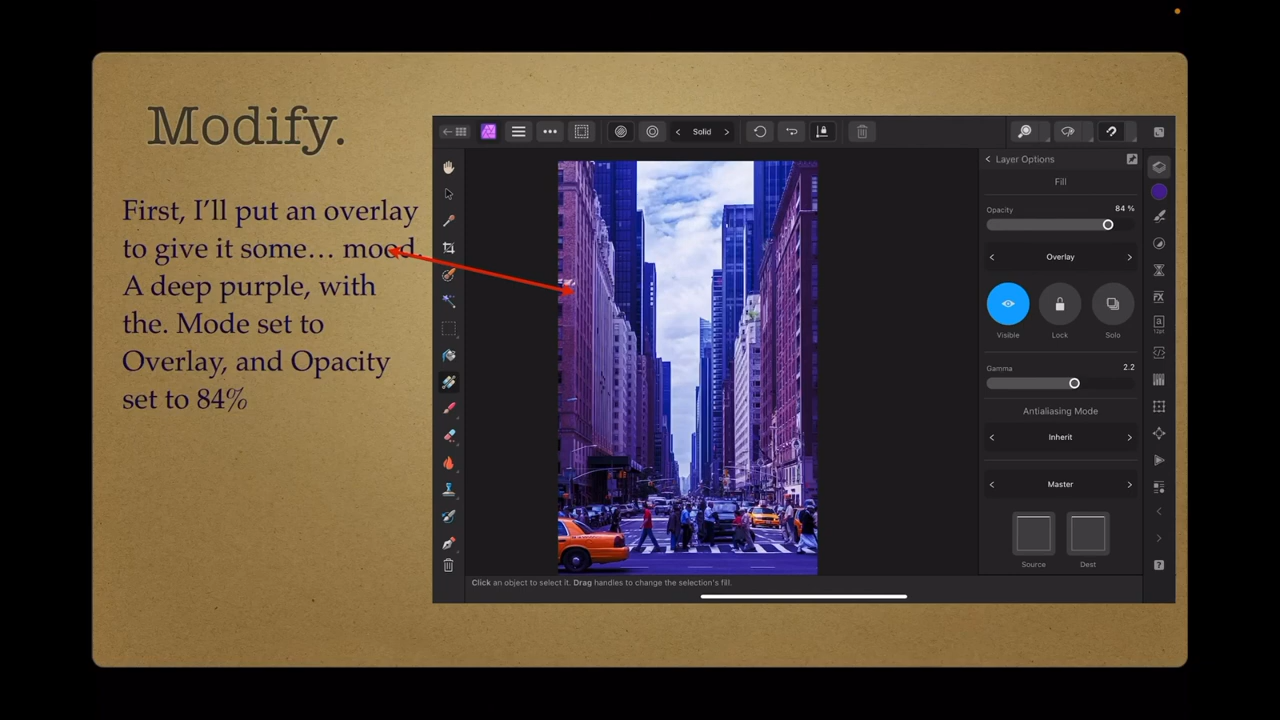 Modify.
First, I'll put an overlay
to give it some... mood.
A deep purple, with
the. Mode set to
Overlay, and Opacity
set to 84%
Solid
Layer Options
Fill
Opacity 84 %
Overlay
Visible Lock Solo
Gamma 2.2
Antialiasing Mode
Inherit
Master
Source Dest
Click an object to select it. Drag handles to change the selection's fill.
FX
a
12pt
?